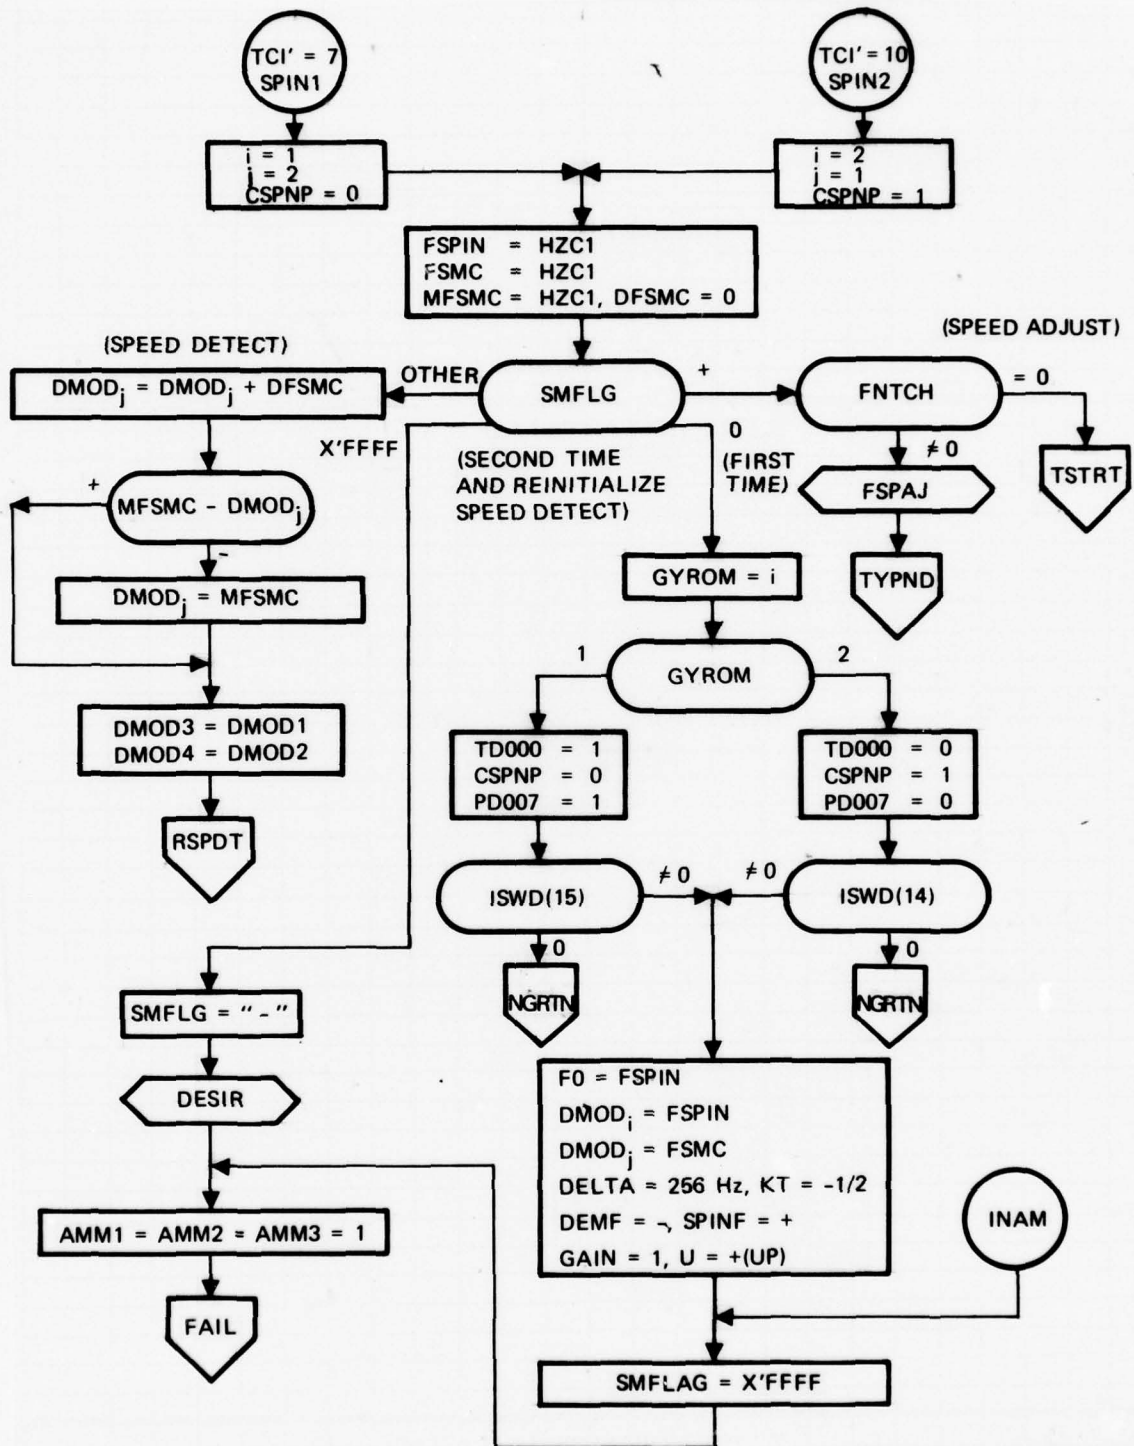 TCI' = 7
SPIN1
TCI' = 10
SPIN2
i = 1
j = 2
CSPNP = 0
i = 2
j = 1
CSPNP = 1
FSPIN = HZC1
FSMC = HZC1
MFSMC = HZC1, DFSMC = 0
(SPEED ADJUST)
(SPEED DETECT)
DMODj = DMODj + DFSMC
OTHER
SMFLG
+
FNTCH
= 0
X'FFFF
(SECOND TIME
AND REINITIALIZE
SPEED DETECT)
0
(FIRST
TIME)
≠ 0
FSPAJ
TSTRT
+
MFSMC - DMODj
-
DMODj = MFSMC
GYROM = i
TYPND
1
GYROM
2
DMOD3 = DMOD1
DMOD4 = DMOD2
TD000 = 1
CSPNP = 0
PD007 = 1
TD000 = 0
CSPNP = 1
PD007 = 0
RSPDT
ISWD(15)
≠ 0
≠ 0
ISWD(14)
0
0
NGRTN
NGRTN
SMFLG = "-"
DESIR
F0 = FSPIN
DMODi = FSPIN
DMODj = FSMC
DELTA = 256 Hz, KT = -1/2
DEMF = -, SPINF = +
GAIN = 1, U = +(UP)
INAM
AMM1 = AMM2 = AMM3 = 1
FAIL
SMFLAG = X'FFFF